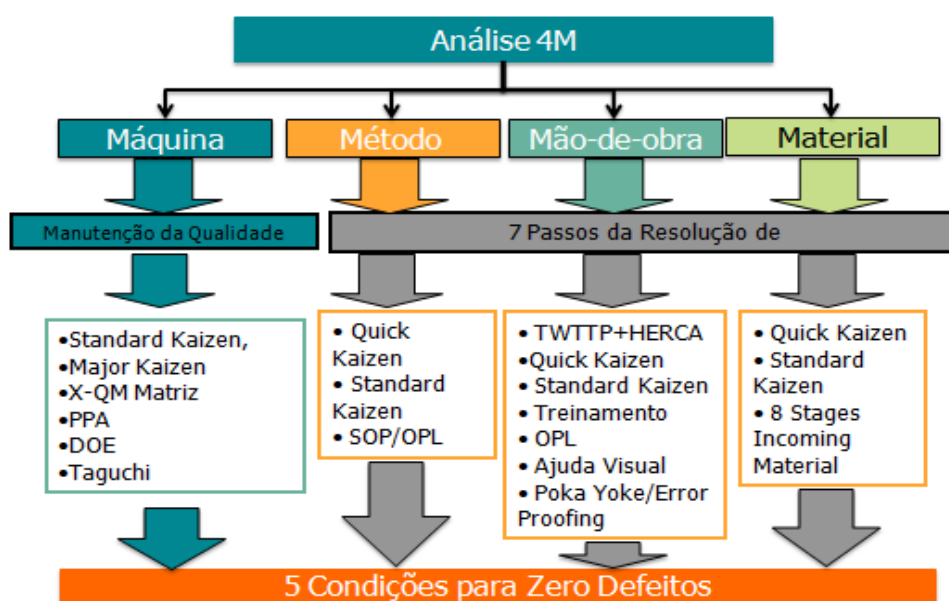 Análise 4M
Máquina
Método
Mão-de-obra
Material
Manutenção da Qualidade
7 Passos da Resolução de
•Standard Kaizen,
•Major Kaizen
•X-QM Matriz
•PPA
•DOE
•Taguchi
• Quick
Kaizen
• Standard
Kaizen
• SOP/OPL
• TWTTP+HERCA
•Quick Kaizen
• Standard Kaizen
• Treinamento
• OPL
• Ajuda Visual
• Poka Yoke/Error
Proofing
• Quick Kaizen
• Standard
Kaizen
• 8 Stages
Incoming
Material
5 Condições para Zero Defeitos